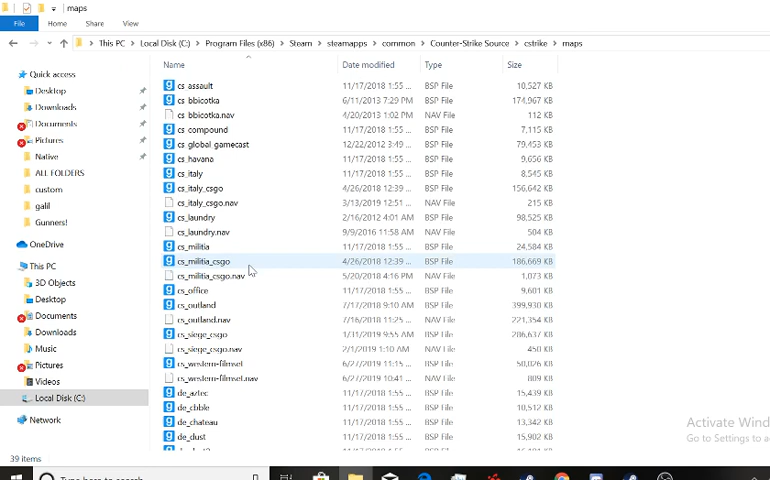 maps
File Home Share View
This PC Local Disk (C:) Program Files (x86) Steam steamapps common Counter-Strike Source cstrike maps
Name Date modified Type Size
Quick access
Desktop
Downloads
Documents
Pictures
Native
ALL FOLDERS
custom
galil
Gunners!
OneDrive
This PC
3D Objects
Desktop
Documents
Downloads
Music
Pictures
Videos
Local Disk (C:)
Network
cs_assault 11/17/2018 1:55 ... BSP File 10,527 KB
cs_bbicotka 6/11/2013 7:29 PM BSP File 174,967 KB
cs_bbicotka.nav 4/20/2013 1:02 PM NAV File 112 KB
cs_compound 11/17/2018 1:55 ... BSP File 7,115 KB
cs_global_gamecast 12/22/2012 3:49 ... BSP File 79,453 KB
cs_havana 11/17/2018 1:55 ... BSP File 9,656 KB
cs_italy 11/17/2018 1:55 ... BSP File 8,545 KB
cs_italy_csgo 4/26/2018 12:39 ... BSP File 156,642 KB
cs_italy_csgo.nav 3/13/2019 12:51 ... NAV File 215 KB
cs_laundry 2/16/2012 4:01 AM BSP File 98,525 KB
cs_laundry.nav 9/9/2016 11:58 AM NAV File 504 KB
cs_militia 11/17/2018 1:55 ... BSP File 24,584 KB
cs_militia_csgo 4/26/2018 12:39 ... BSP File 186,669 KB
cs_militia_csgo.nav 5/20/2018 4:16 PM NAV File 1,073 KB
cs_office 11/17/2018 1:55 ... BSP File 9,601 KB
cs_outland 7/17/2018 9:10 AM BSP File 399,930 KB
cs_outland.nav 7/16/2018 11:25 ... NAV File 221,354 KB
cs_siege_csgo 1/31/2019 9:55 AM BSP File 206,637 KB
cs_siege_csgo.nav 2/1/2019 1:10 AM NAV File 450 KB
cs_western-filmset 6/27/2019 11:15 ... BSP File 50,026 KB
cs_western-filmset.nav 6/27/2019 10:41 ... NAV File 809 KB
de_aztec 11/17/2018 1:55 ... BSP File 15,439 KB
de_cbble 11/17/2018 1:55 ... BSP File 10,512 KB
de_chateau 11/17/2018 1:55 ... BSP File 13,342 KB
de_dust 11/17/2018 1:55 ... BSP File 15,902 KB
Activate Wind
Go to Settings to a
39 items
Type here to search